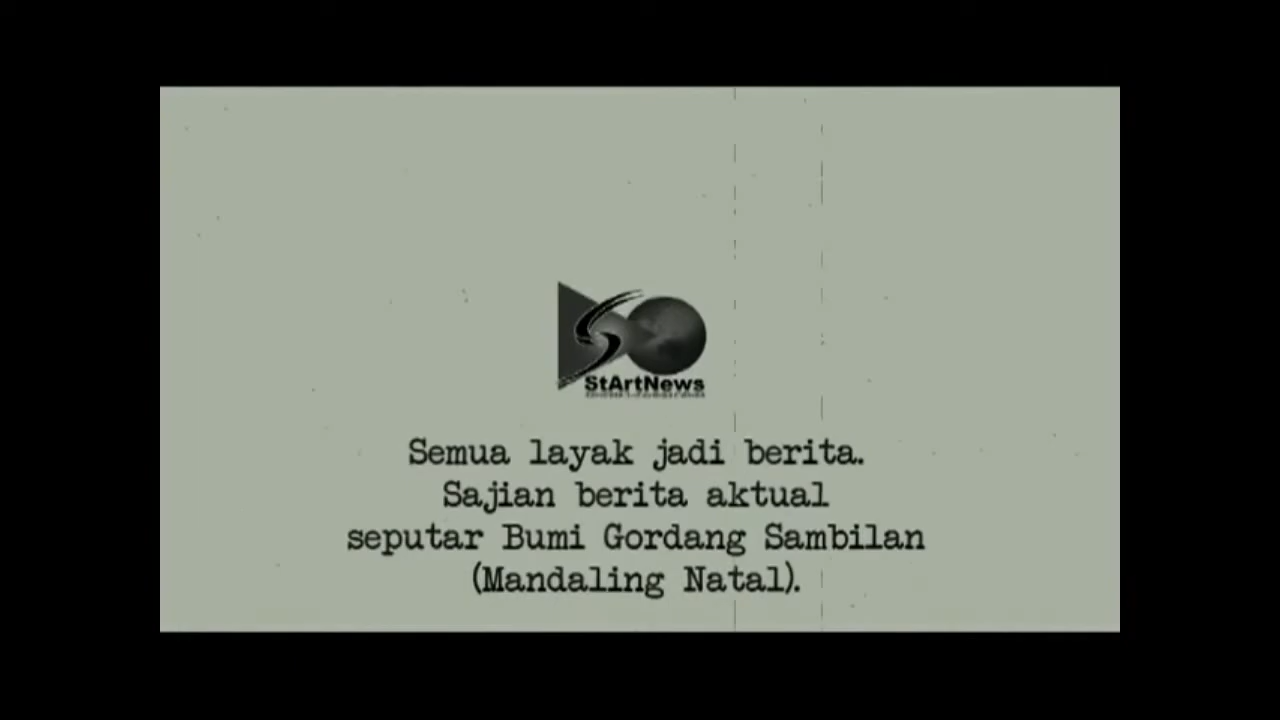 StArtNews
Semua layak jadi berita.
Sajian berita aktual
seputar Bumi Gordang Sambilan
(Mandaling Natal).